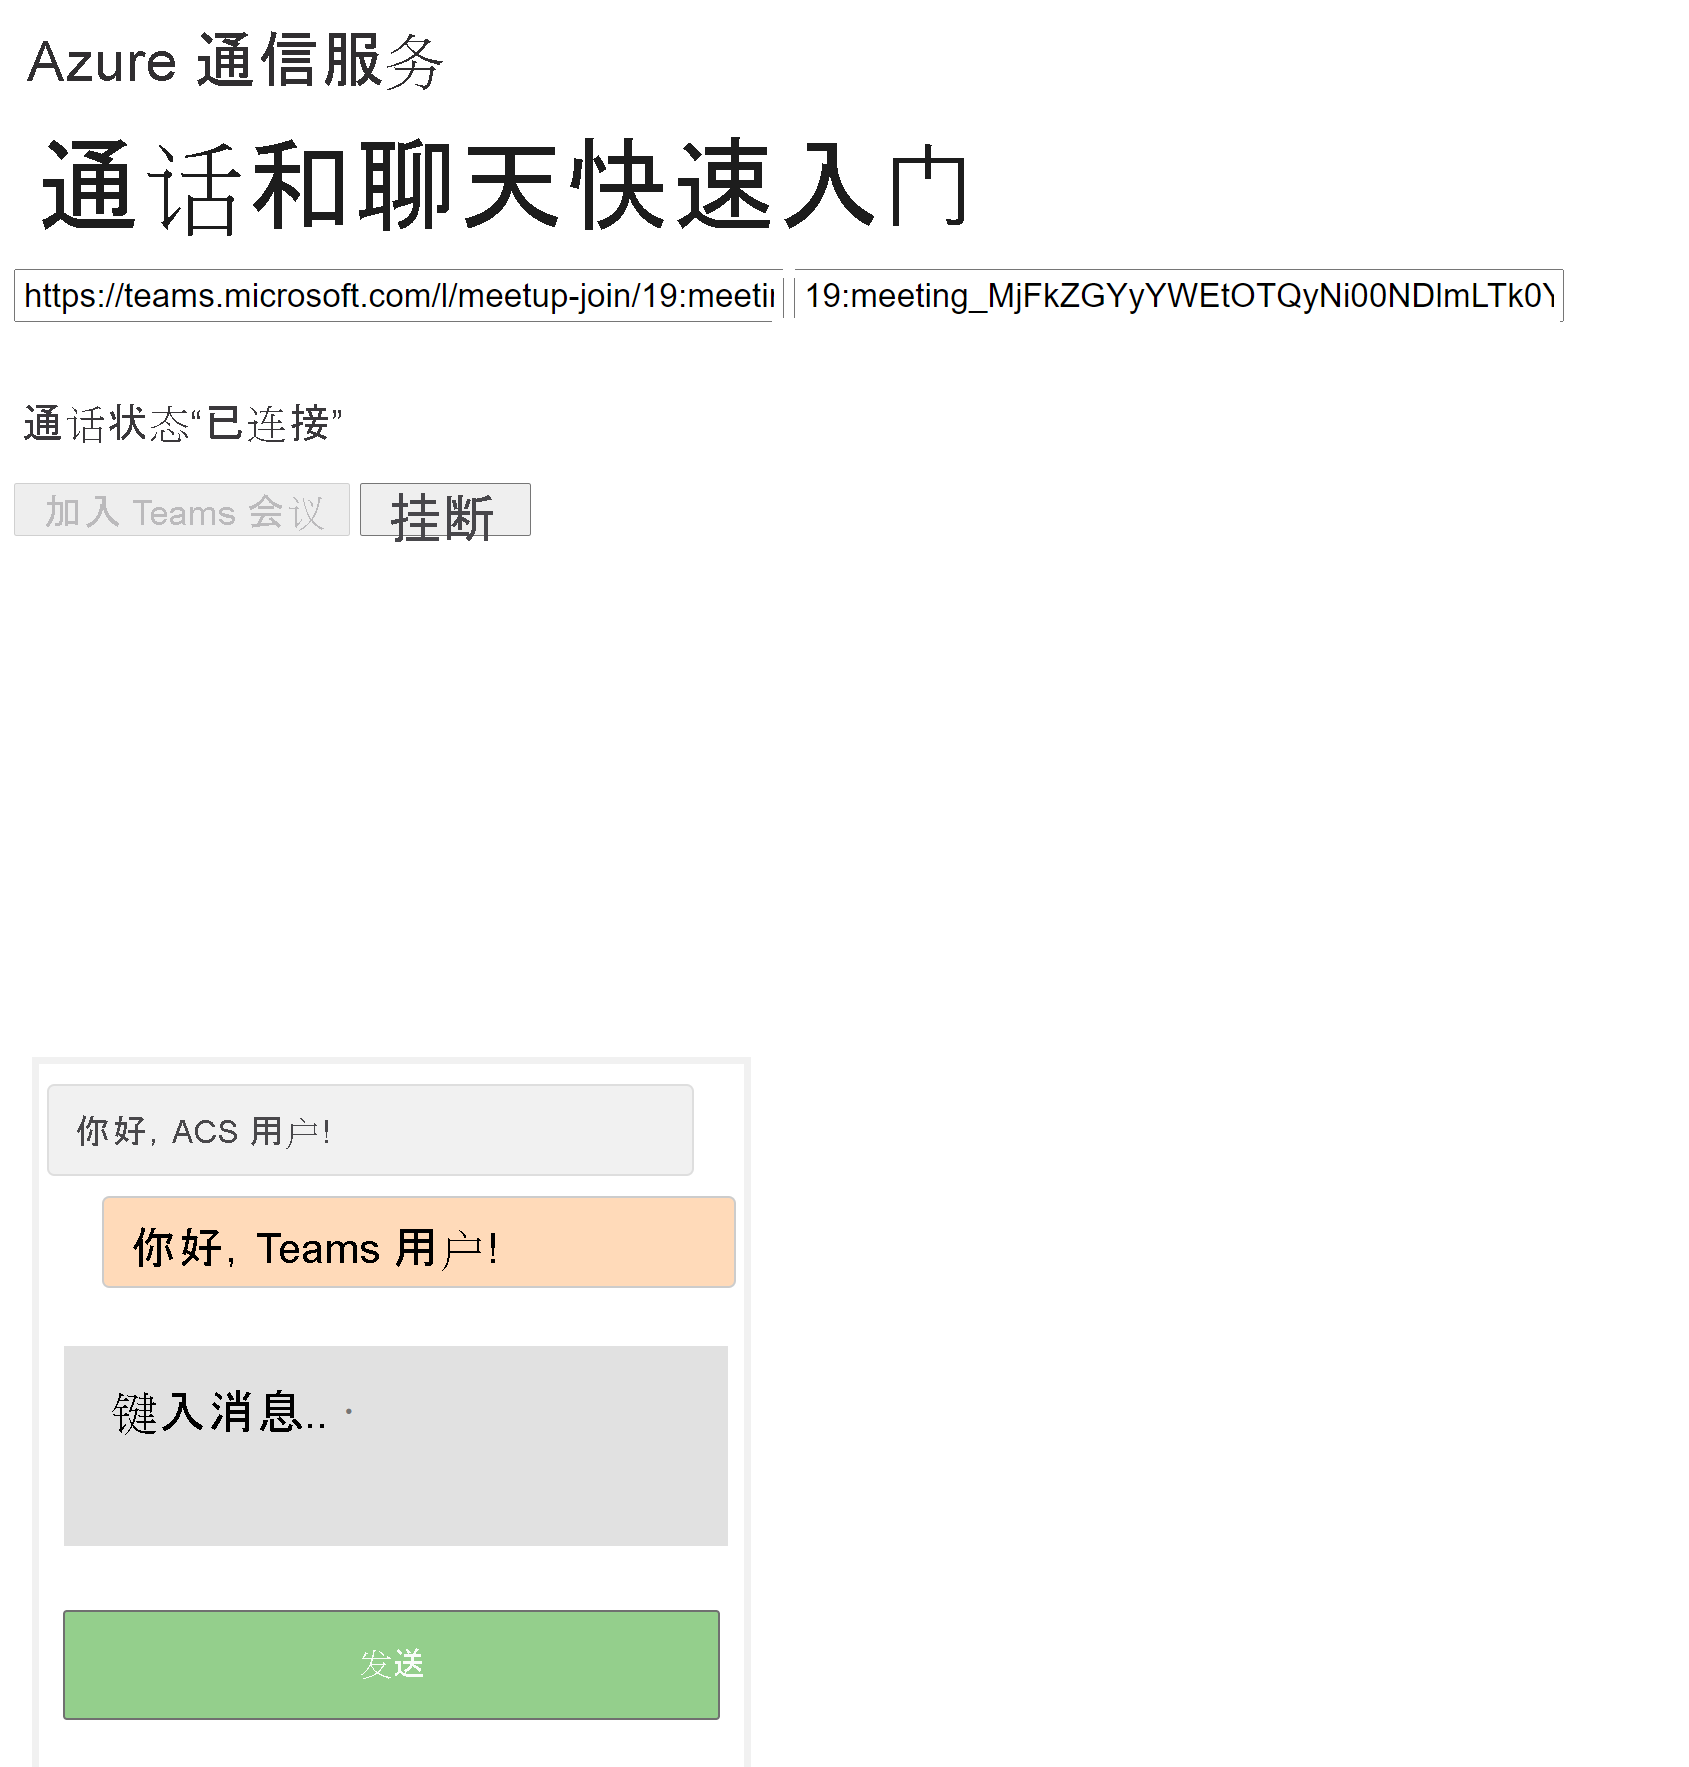 Azure 通信服务
通话和聊天快速入门
https://teams.microsoft.com/l/meetup-join/19:meetin 19:meeting_MjFkZGYyYWEtOTQyNi00NDlmLTk0Y
通话状态“已连接”
加入 Teams 会议 挂断
你好, ACS 用户!
你好, Teams 用户!
键入消息.. ·
发送